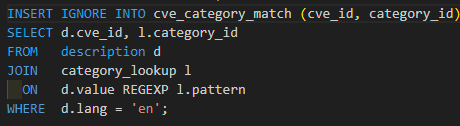 INSERT IGNORE INTO cve_category_match (cve_id, category_id)
SELECT d.cve_id, l.category_id
FROM description d
JOIN category_lookup l
ON d.value REGEXP l.pattern
WHERE d.lang = 'en';